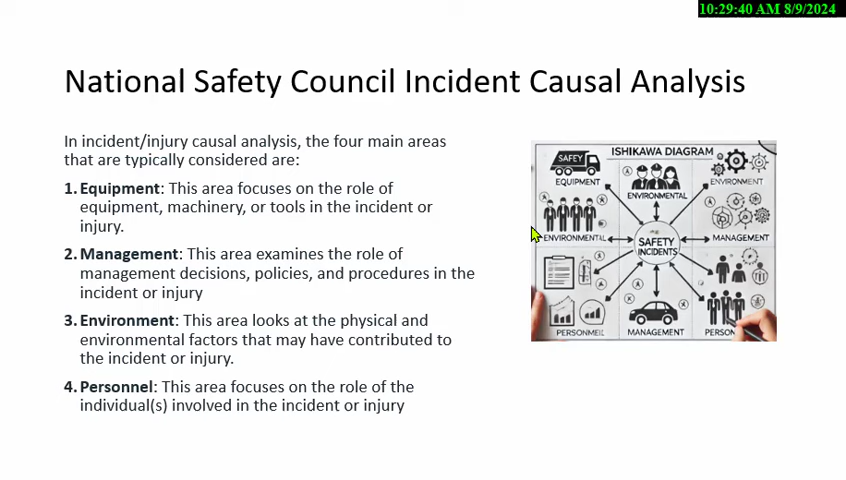 10:29:40 AM 8/9/2024
National Safety Council Incident Causal Analysis
In incident/injury causal analysis, the four main areas
that are typically considered are:
1. Equipment: This area focuses on the role of
equipment, machinery, or tools in the incident or
injury.
2. Management: This area examines the role of
management decisions, policies, and procedures in the
incident or injury
3. Environment: This area looks at the physical and
environmental factors that may have contributed to
the incident or injury.
4. Personnel: This area focuses on the role of the
individual(s) involved in the incident or injury
ISHIKAWA DIAGRAM
SAFEY
EQUIPMENT
ENVIRONMENTAL
ENVIRONMENT
ENVIRONMENTAL
SAFETY
INCIDENTS
MANAGEMENT
PERSONMEIL
MANAGEMENT